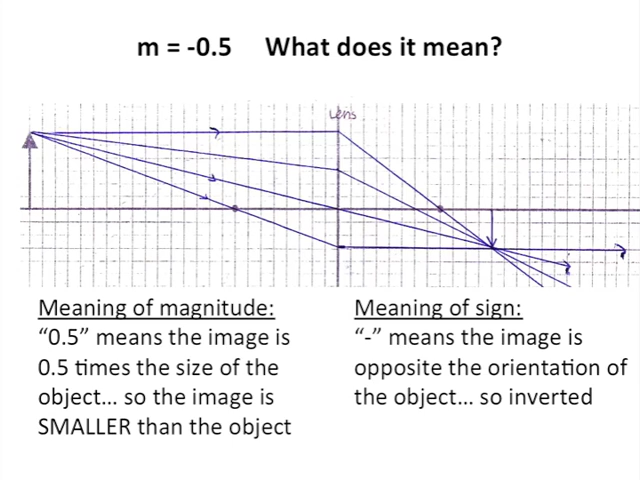 m = -0.5 What does it mean?
Lens
Meaning of magnitude:
“0.5” means the image is
0.5 times the size of the
object… so the image is
SMALLER than the object
Meaning of sign:
“-” means the image is
opposite the orientation of
the object… so inverted